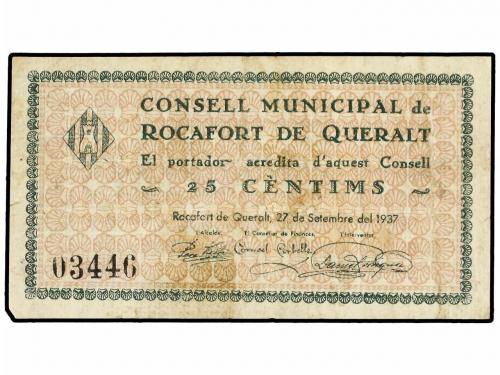 CONSELL MUNICIPAL de
ROCAFORT DE QUERALT
El portador acredita d'aquest Consell
~ 25 CÈNTIMS ~
Rocafort de Queralt, 27 de Setembre del 1937
l'Alcalde, El Conseller de Finances, l'Interventor,
03446